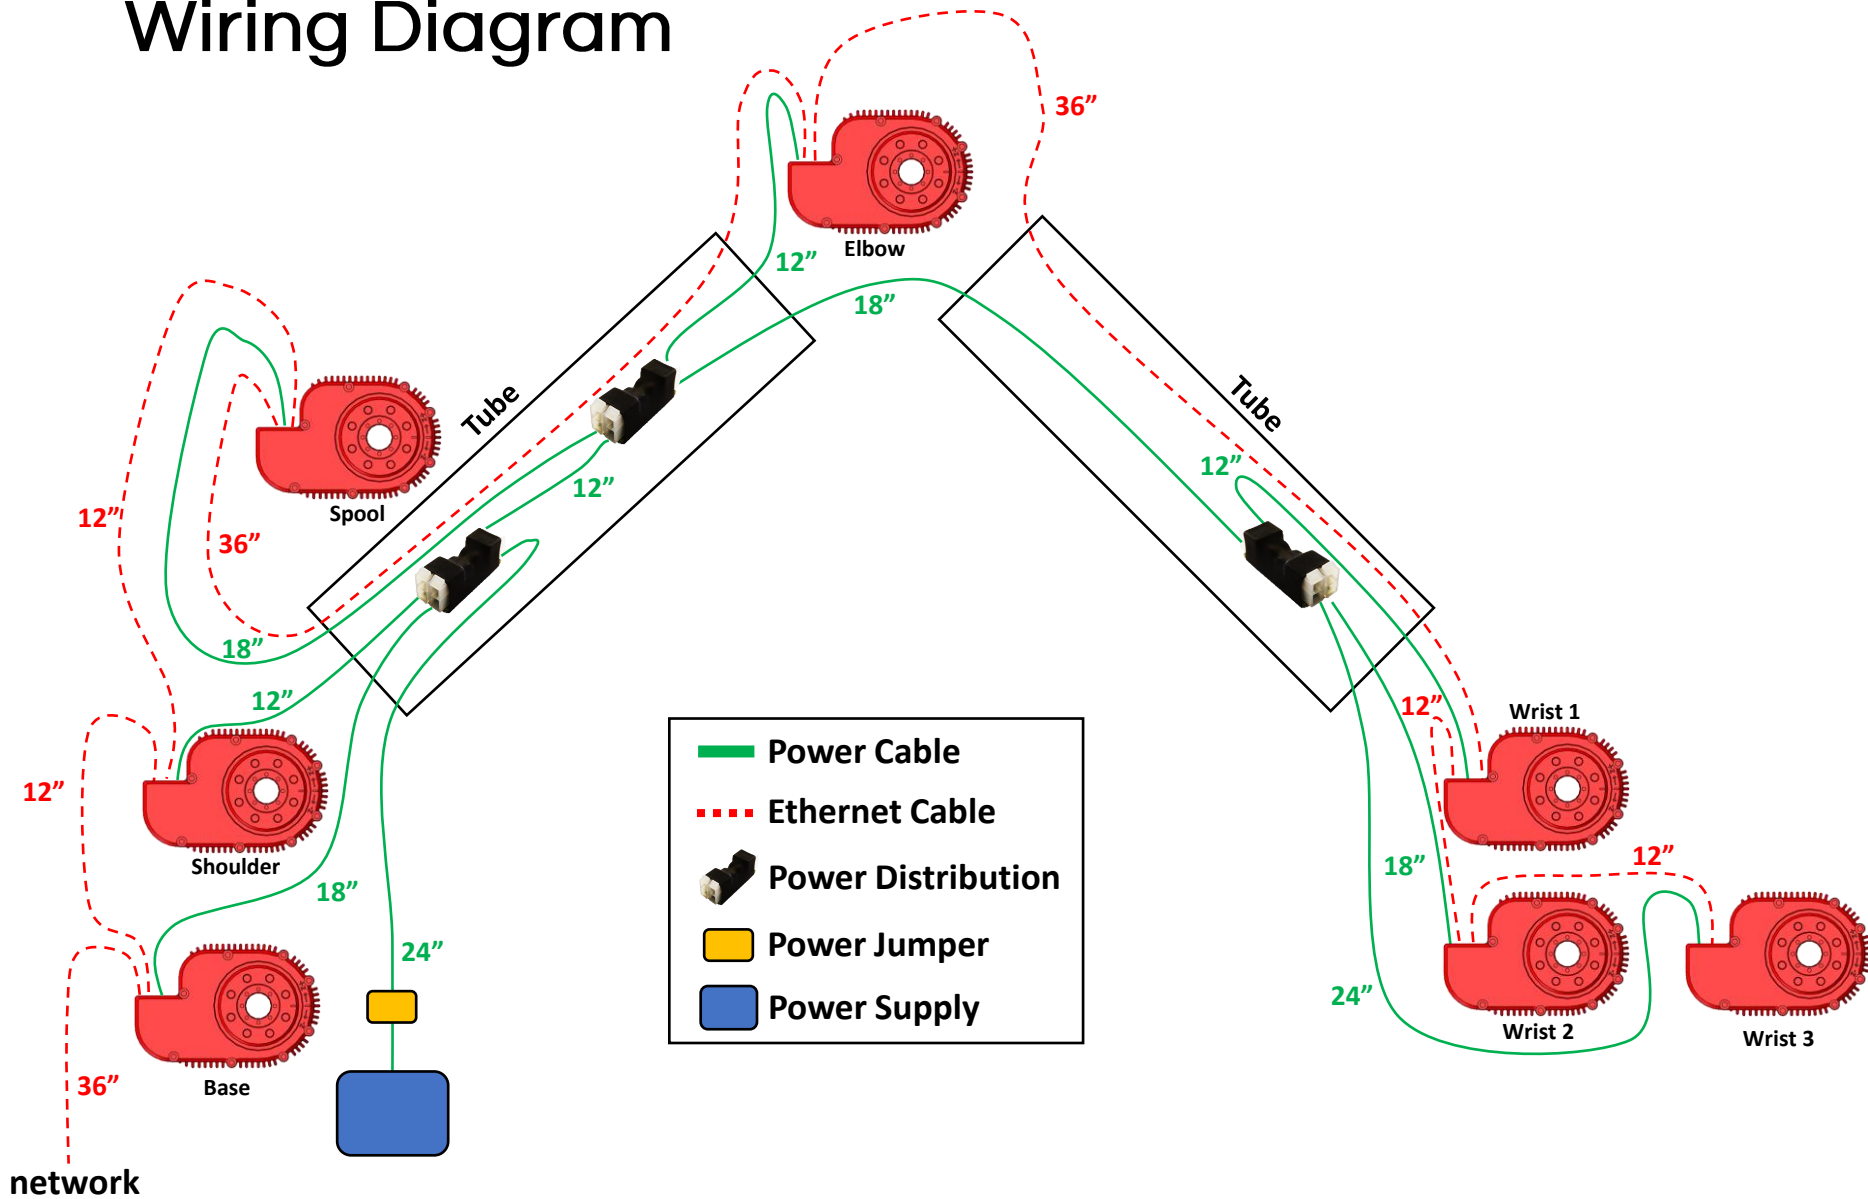 Wiring Diagram
36”
Elbow
12”
18”
Tube
Tube
12”
12”
12”
Spool
36”
18”
12”
12”
Wrist 1
12”
Shoulder
18”
18”
12”
24”
24”
Wrist 2
Wrist 3
Base
36”
network
Power Cable
Ethernet Cable
Power Distribution
Power Jumper
Power Supply